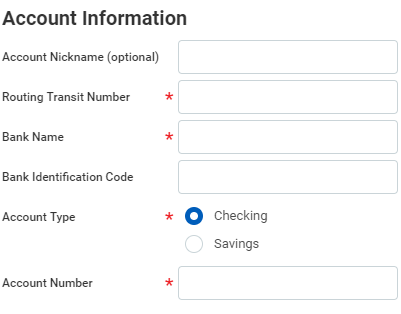 Account Information
Account Nickname (optional)
Routing Transit Number *
Bank Name *
Bank Identification Code
Account Type * Checking
Savings
Account Number *